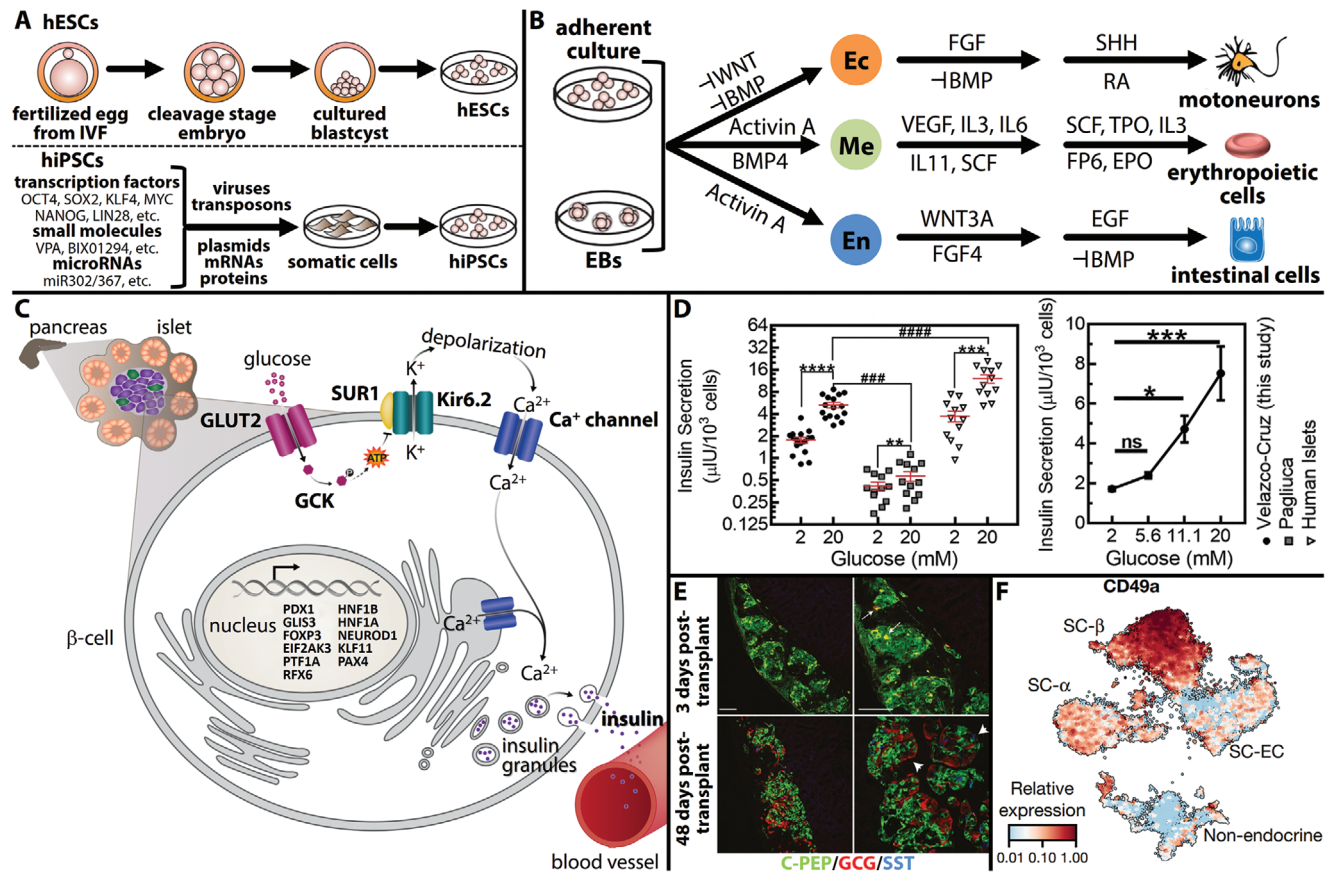 A
hESCs
fertilized egg
from IVF
cleavage stage
embryo
cultured
blastcyst
hESCs
hiPSCs
transcription factors
OCT4, SOX2, KLF4, MYC
NANOG, LIN28, etc.
small molecules
VPA, BIX01294, etc.
microRNAs
miR302/367, etc.
viruses
transposons
plasmids
mRNAs
proteins
somatic cells
hiPSCs
B
adherent
culture
EBs
⊣WNT
⊣BMP
Ec
FGF
⊣BMP
SHH
RA
motoneurons
Activin A
BMP4
Me
VEGF, IL3, IL6
IL11, SCF
SCF, TPO, IL3
FP6, EPO
erythropoietic
cells
Activin A
En
WNT3A
FGF4
EGF
⊣BMP
intestinal cells
C
pancreas
islet
glucose
GLUT2
GCK
P
ATP
SUR1
Kir6.2
K+
K+
depolarization
Ca2+
Ca+ channel
Ca2+
β-cell
nucleus
PDX1
GLIS3
FOXP3
EIF2AK3
PTF1A
RFX6
HNF1B
HNF1A
NEUROD1
KLF11
PAX4
Ca2+
Ca2+
insulin
insulin
granules
blood vessel
D
Insulin Secretion
(µIU/10³ cells)
64
32
16
8
4
2
1
0.5
0.25
0.125
****
####
###
**
***
2 20 2 20 2 20
Glucose (mM)
Insulin Secretion (µIU/10³ cells)
10
8
6
4
2
0
***
*
ns
2 5.6 11.1 20
Glucose (mM)
● Velazco-Cruz (this study)
■ Pagliuca
▽ Human Islets
E
3 days post-
transplant
48 days post-
transplant
C-PEP/GCG/SST
F
CD49a
SC-β
SC-α
SC-EC
Non-endocrine
Relative
expression
0.01 0.10 1.00